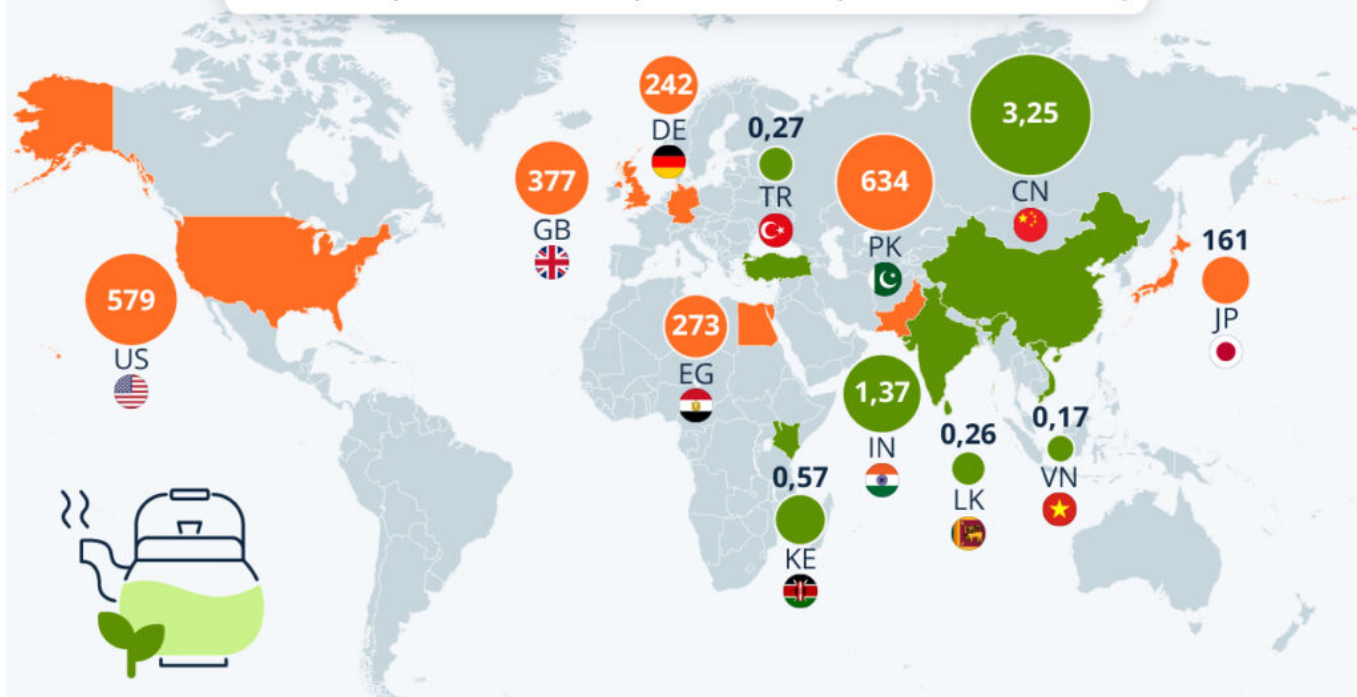 242
DE
0,27
TR
3,25
CN
377
GB
634
PK
161
JP
579
US
273
EG
1,37
IN
0,26
LK
0,17
VN
0,57
KE